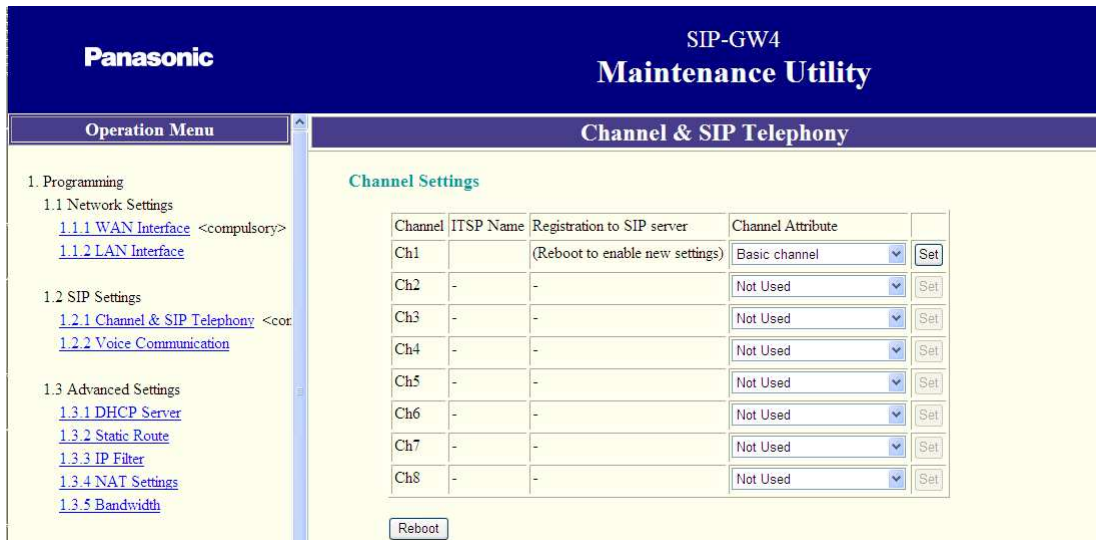 Panasonic
SIP-GW4
Maintenance Utility
Operation Menu
1. Programming
1.1 Network Settings
1.1.1 WAN Interface <compulsory>
1.1.2 LAN Interface
1.2 SIP Settings
1.2.1 Channel & SIP Telephony <cor
1.2.2 Voice Communication
1.3 Advanced Settings
1.3.1 DHCP Server
1.3.2 Static Route
1.3.3 IP Filter
1.3.4 NAT Settings
1.3.5 Bandwidth
Channel & SIP Telephony
Channel Settings
Channel ITSP Name Registration to SIP server Channel Attribute
Ch1 (Reboot to enable new settings) Basic channel Set
Ch2 - - Not Used Set
Ch3 - - Not Used Set
Ch4 - - Not Used Set
Ch5 - - Not Used Set
Ch6 - - Not Used Set
Ch7 - - Not Used Set
Ch8 - - Not Used Set
Reboot